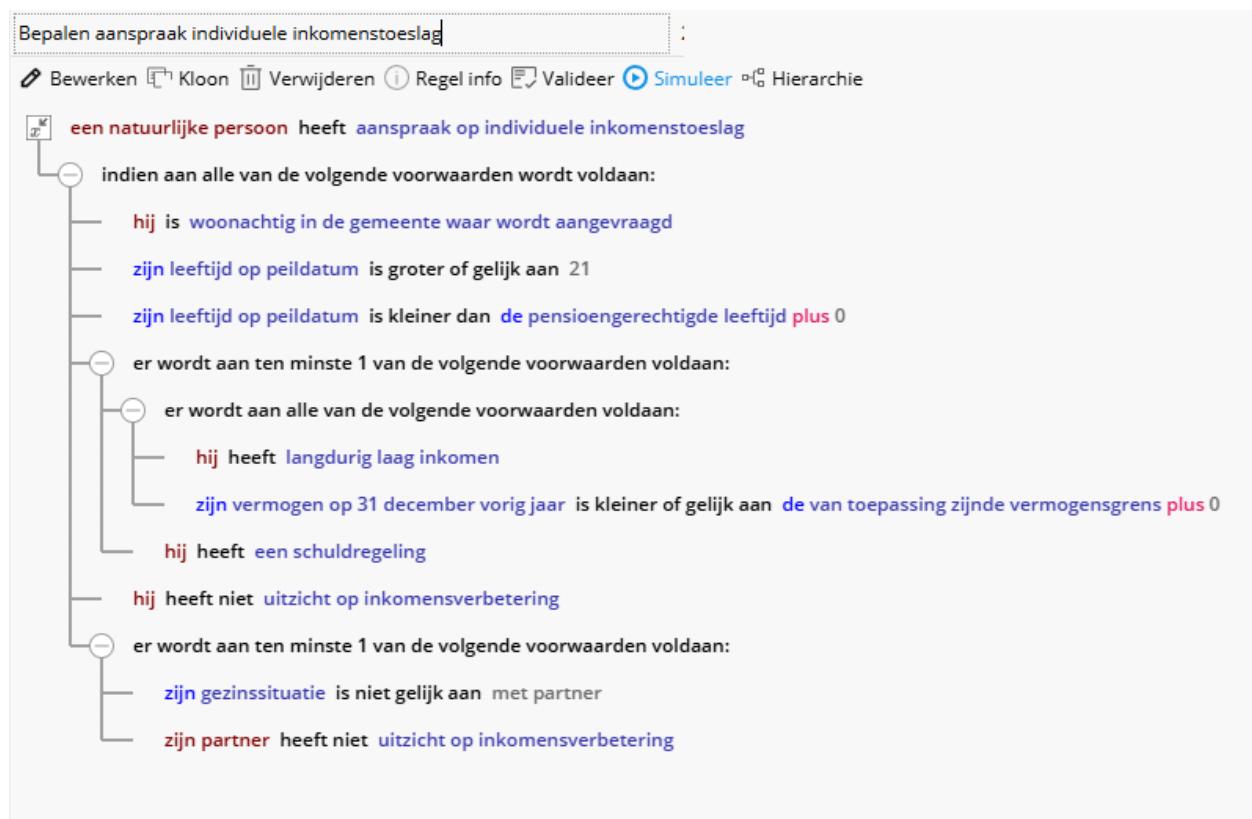 Bepalen aanspraak individuele inkomenstoeslag
Bewerken Kloon Verwijderen Regel info Valideer Simuleer Hierarchie
een natuurlijke persoon heeft aanspraak op individuele inkomenstoeslag
indien aan alle van de volgende voorwaarden wordt voldaan:
hij is woonachtig in de gemeente waar wordt aangevraagd
zijn leeftijd op peildatum is groter of gelijk aan 21
zijn leeftijd op peildatum is kleiner dan de pensioengerechtigde leeftijd plus 0
er wordt aan ten minste 1 van de volgende voorwaarden voldaan:
er wordt aan alle van de volgende voorwaarden voldaan:
hij heeft langdurig laag inkomen
zijn vermogen op 31 december vorig jaar is kleiner of gelijk aan de van toepassing zijnde vermogensgrens plus 0
hij heeft een schuldregeling
hij heeft niet uitzicht op inkomensverbetering
er wordt aan ten minste 1 van de volgende voorwaarden voldaan:
zijn gezinssituatie is niet gelijk aan met partner
zijn partner heeft niet uitzicht op inkomensverbetering